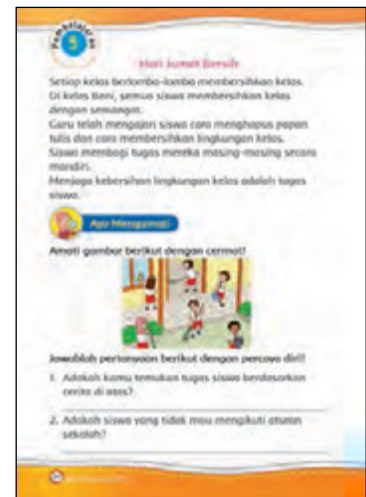 Pembelajaran
5
Hari Jumat Bersih
Setiap kelas berlomba-lomba membersihkan kelas.
Di kelas Beni, semua siswa membersihkan kelas
dengan semangat.
Guru telah mengajari siswa cara menghapus papan
tulis dan cara membersihkan lingkungan kelas.
Siswa membagi tugas mereka masing-masing secara
mandiri.
Menjaga kebersihan lingkungan kelas adalah tugas
siswa.
Ayo Mengamati
Amati gambar berikut dengan cermat!
Jawablah pertanyaan berikut dengan percaya diri!
1. Adakah kamu temukan tugas siswa berdasarkan
cerita di atas?
2. Adakah siswa yang tidak mau mengikuti aturan
sekolah?